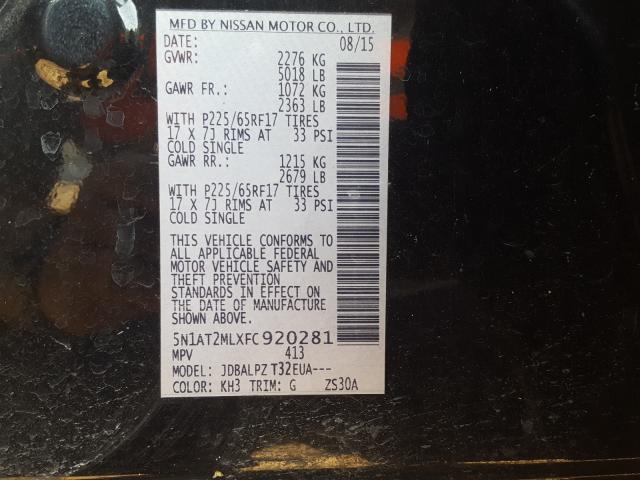 MFD BY NISSAN MOTOR CO., LTD.
DATE: 08/15
GVWR: 2276 KG
5018 LB
GAWR FR.: 1072 KG
2363 LB
WITH P225/65RF17 TIRES
17 X 7J RIMS AT 33 PSI
COLD SINGLE
GAWR RR.: 1215 KG
2679 LB
WITH P225/65RF17 TIRES
17 X 7J RIMS AT 33 PSI
COLD SINGLE
THIS VEHICLE CONFORMS TO
ALL APPLICABLE FEDERAL
MOTOR VEHICLE SAFETY AND
THEFT PREVENTION
STANDARDS IN EFFECT ON
THE DATE OF MANUFACTURE
SHOWN ABOVE.
5N1AT2MLXFC920281
MPV 413
MODEL: JDBALPZ T32EUA---
COLOR: KH3 TRIM: G ZS30A